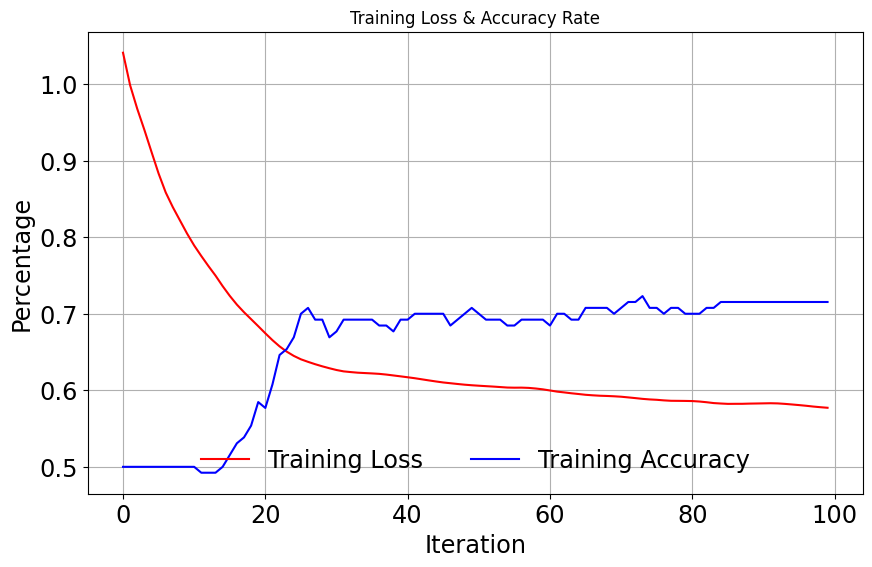 Training Loss & Accuracy Rate
1.0
0.9
0.8
0.7
0.6
0.5
Percentage
Training Loss
Training Accuracy
0 20 40 60 80 100
Iteration